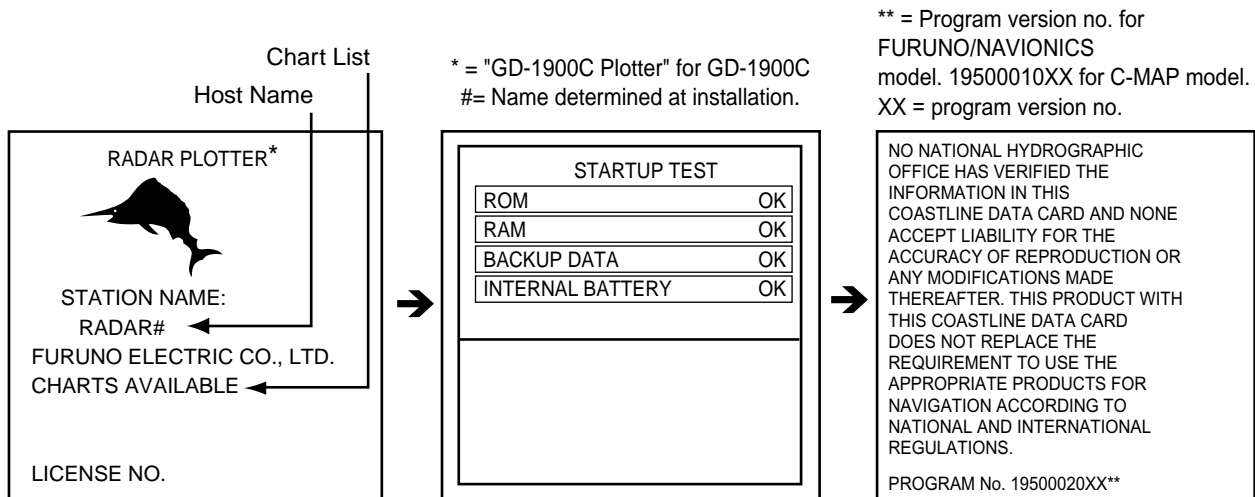 Chart List
Host Name
RADAR PLOTTER*
STATION NAME:
RADAR#
FURUNO ELECTRIC CO., LTD.
CHARTS AVAILABLE
LICENSE NO.
* = "GD-1900C Plotter" for GD-1900C
#= Name determined at installation.
STARTUP TEST
ROM OK
RAM OK
BACKUP DATA OK
INTERNAL BATTERY OK
** = Program version no. for
FURUNO/NAVIONICS
model. 19500010XX for C-MAP model.
XX = program version no.
NO NATIONAL HYDROGRAPHIC
OFFICE HAS VERIFIED THE
INFORMATION IN THIS
COASTLINE DATA CARD AND NONE
ACCEPT LIABILITY FOR THE
ACCURACY OF REPRODUCTION OR
ANY MODIFICATIONS MADE
THEREAFTER. THIS PRODUCT WITH
THIS COASTLINE DATA CARD
DOES NOT REPLACE THE
REQUIREMENT TO USE THE
APPROPRIATE PRODUCTS FOR
NAVIGATION ACCORDING TO
NATIONAL AND INTERNATIONAL
REGULATIONS.
PROGRAM No. 19500020XX**